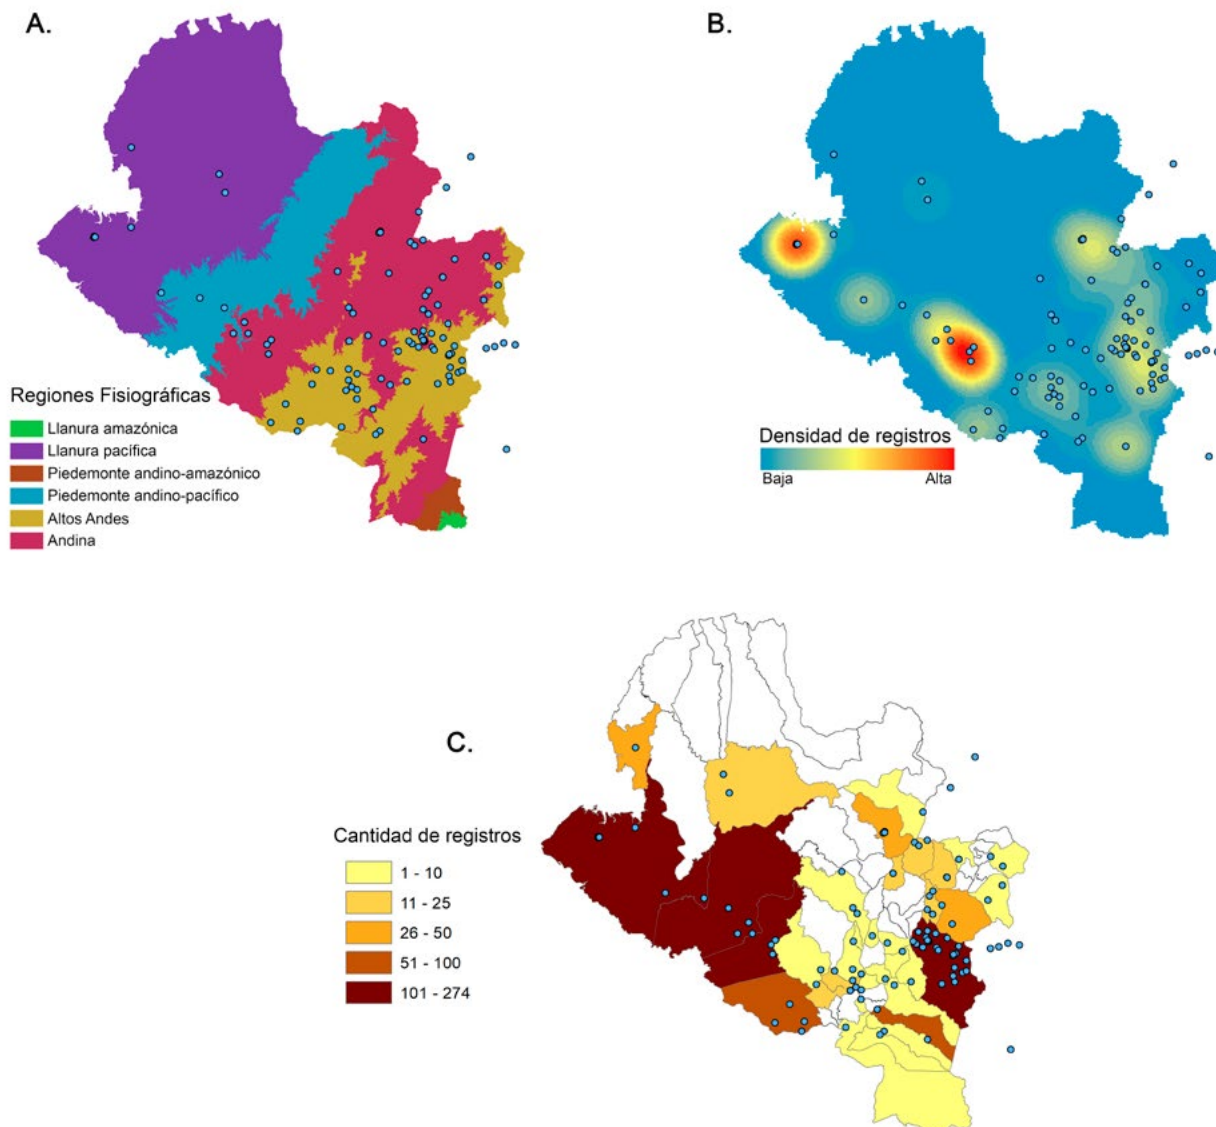 A.
Regiones Fisiográficas
Llanura amazónica
Llanura pacífica
Piedemonte andino-amazónico
Piedemonte andino-pacífico
Altos Andes
Andina
B.
Densidad de registros
Baja Alta
C.
Cantidad de registros
1 - 10
11 - 25
26 - 50
51 - 100
101 - 274